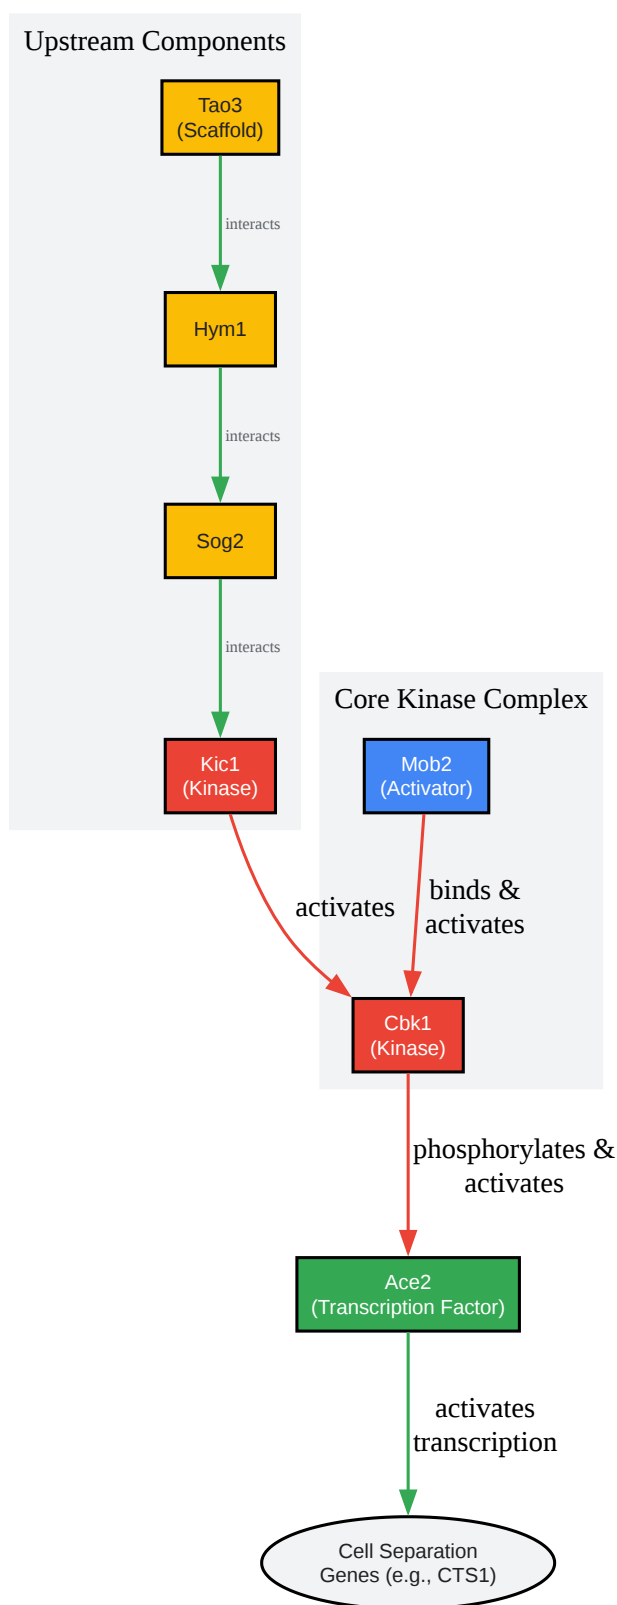 Upstream Components
Tao3
(Scaffold)
interacts
Hym1
interacts
Sog2
interacts
Kic1
(Kinase)
Core Kinase Complex
Mob2
(Activator)
activates
binds &
activates
Cbk1
(Kinase)
phosphorylates &
activates
Ace2
(Transcription Factor)
activates
transcription
Cell Separation
Genes (e.g., CTS1)